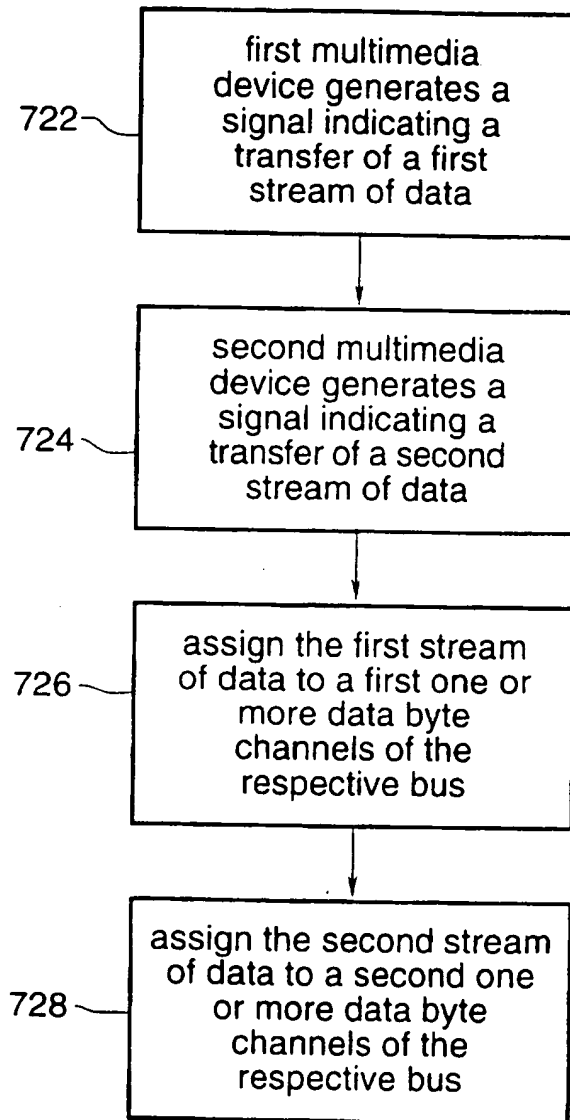 first multimedia
device generates a
722
signal indicating a
transfer of a first
stream of data
second multimedia
device generates a
724
signal indicating a
transfer of a second
stream of data
assign the first stream
726
of data to a first one or
more data byte
channels of the
respective bus
assign the second stream
of data to a second one
728
or more data byte
channels of the
respective bus